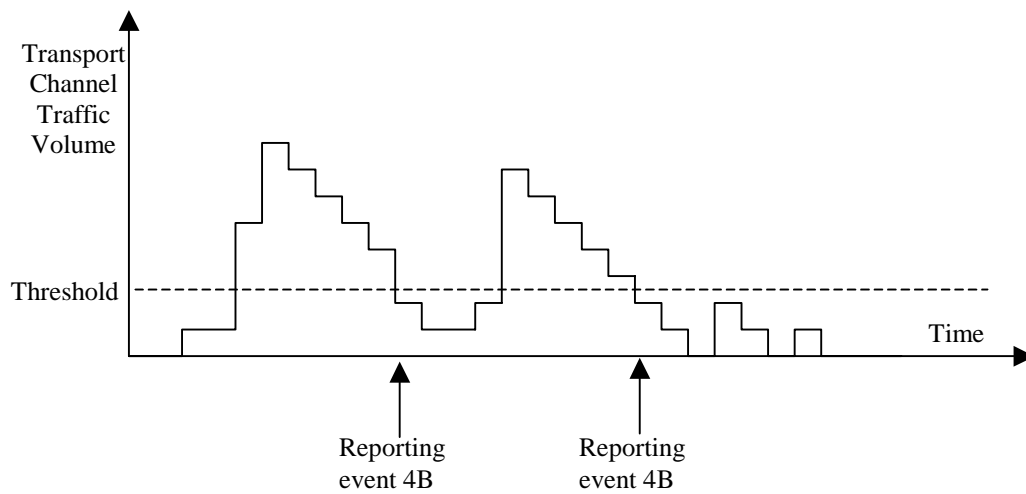 Transport
Channel
Traffic
Volume
Threshold
Time
Reporting
event 4B
Reporting
event 4B